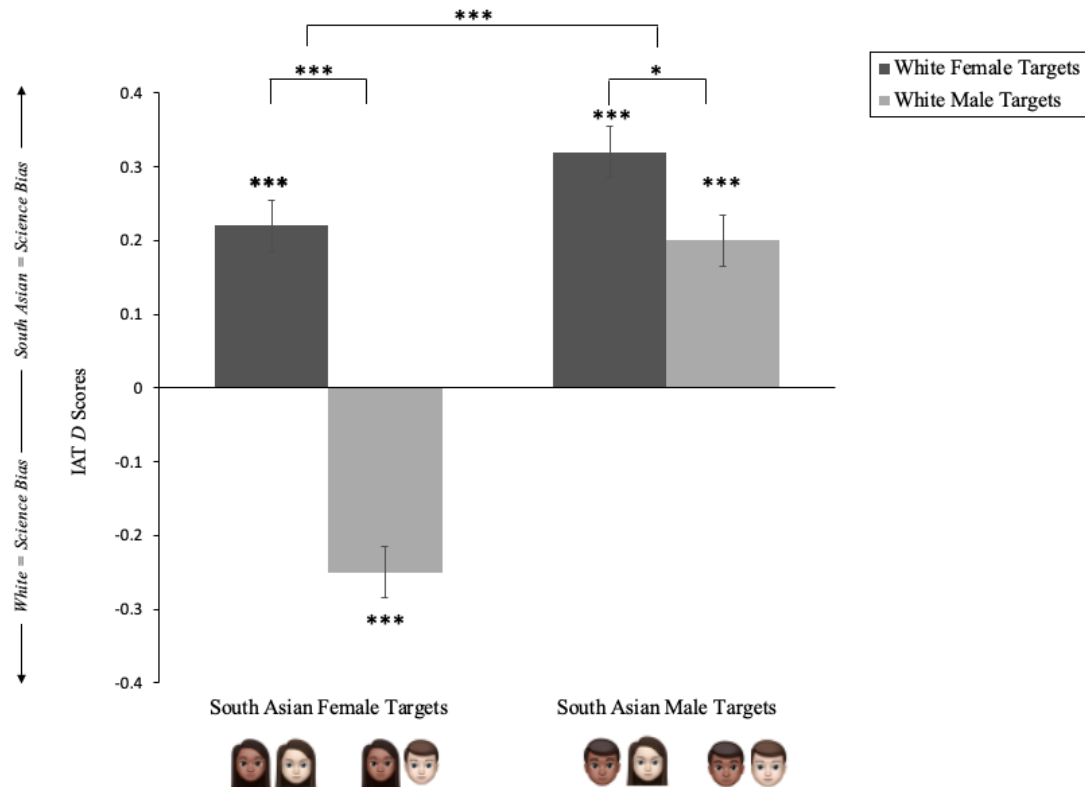 ***
***
*
White Female Targets
White Male Targets
0.4
0.3
0.2
0.1
0
-0.1
-0.2
-0.3
-0.4
White = Science Bias
South Asian = Science Bias
IAT D Scores
***
***
***
***
South Asian Female Targets
South Asian Male Targets